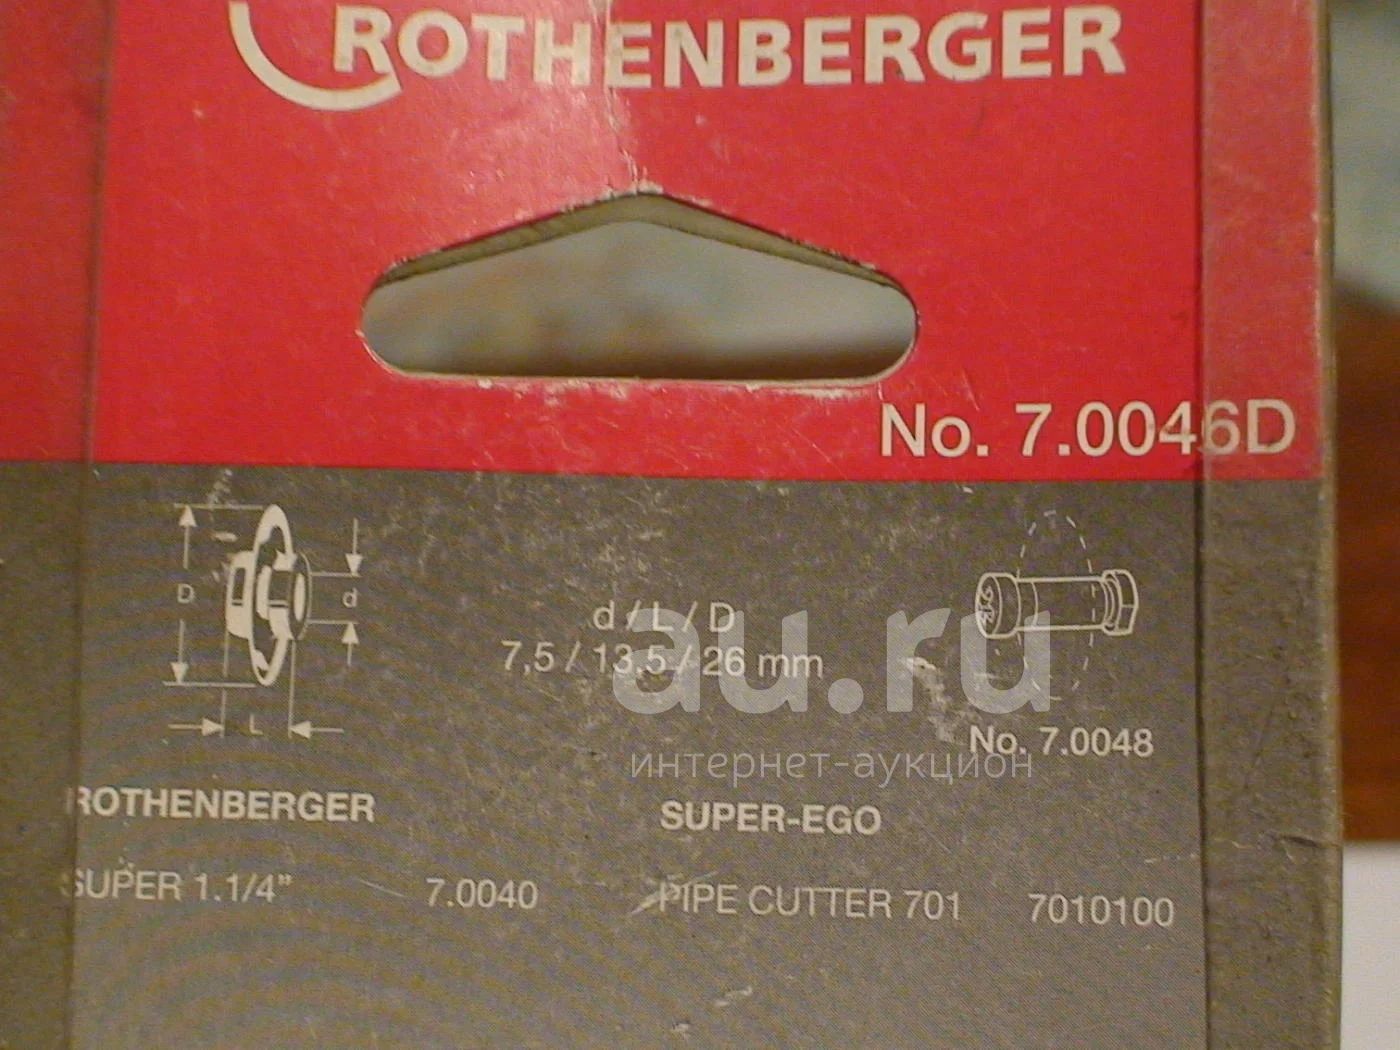 ROTHENBERGER
No. 7.0046D
D
d
L
d / L / D
7,5 / 13,5 / 26 mm
No. 7.0048
au.ru
интернет-аукцион
ROTHENBERGER
SUPER-EGO
SUPER 1.1/4” 7.0040
PIPE CUTTER 701 7010100